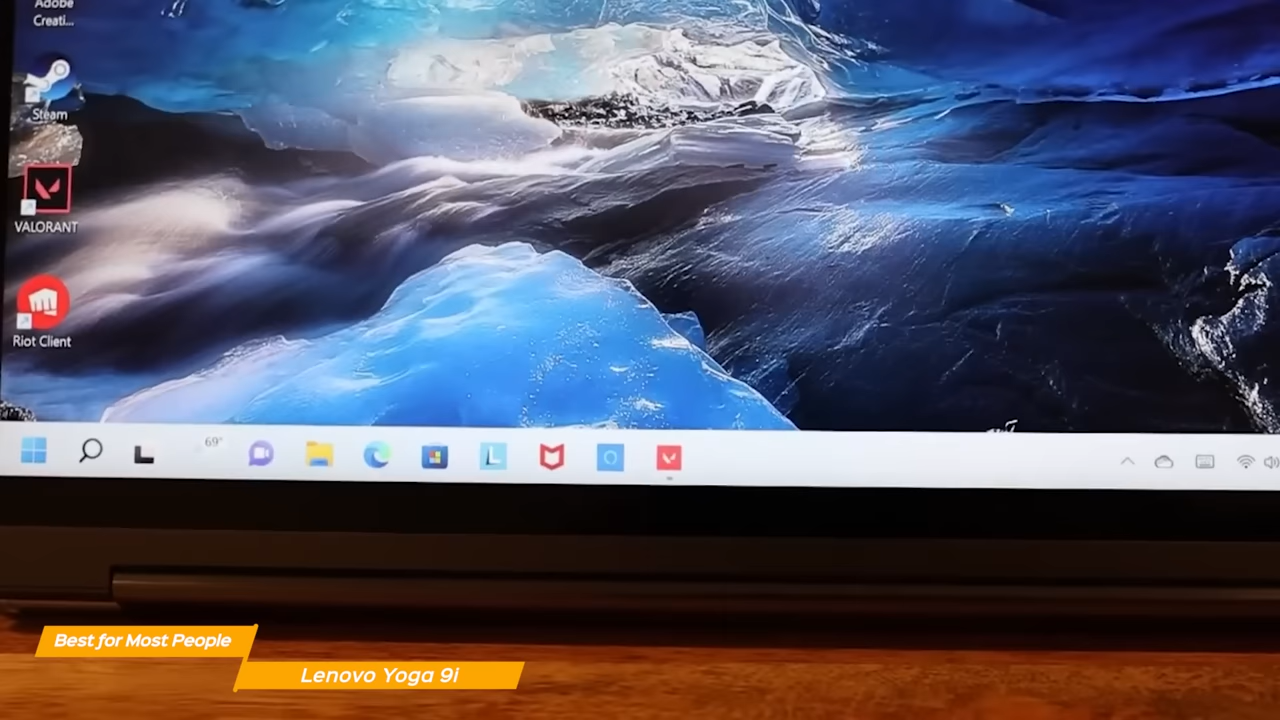 Adobe
Creati...
Steam
VALORANT
Riot Client
69°
Best for Most People
Lenovo Yoga 9i